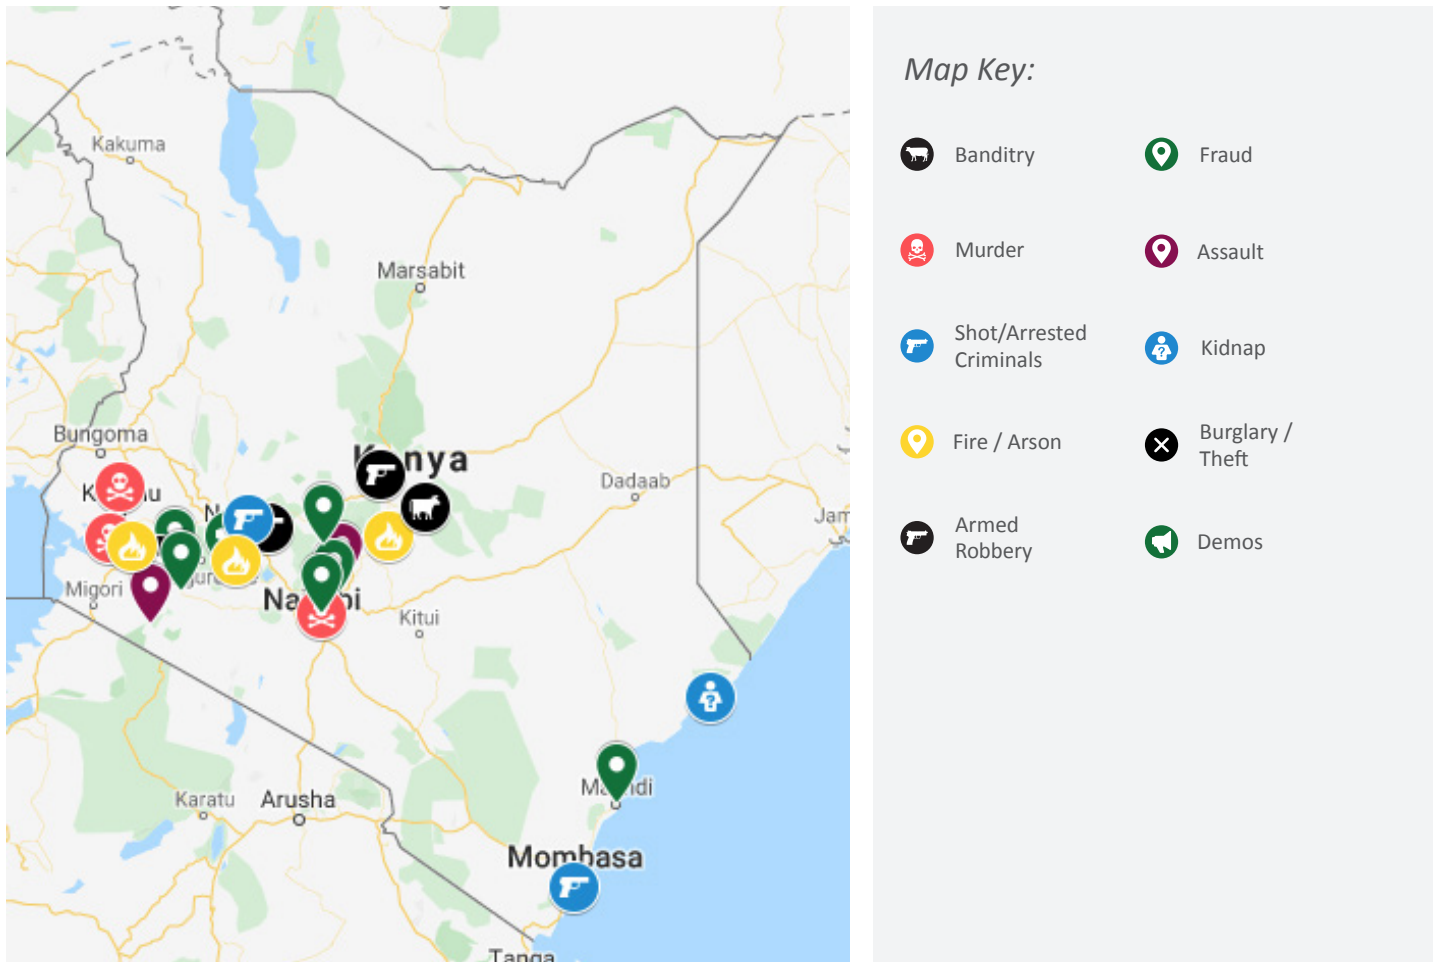 Kakuma
Marsabit
Bungoma
Kenya
Dadaab
Jam
Migori
Kitui
Karatu
Arusha
Mombasa
Tanga
Map Key:
Banditry
Fraud
Murder
Assault
Shot/Arrested
Criminals
Kidnap
Fire / Arson
Burglary /
Theft
Armed
Robbery
Demos